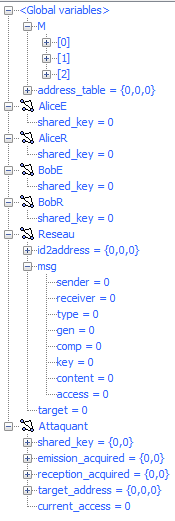 <Global variables>
M
[0]
[1]
[2]
address_table = {0,0,0}
AliceE
shared_key = 0
AliceR
shared_key = 0
BobE
shared_key = 0
BobR
shared_key = 0
Reseau
id2address = {0,0,0}
msg
sender = 0
receiver = 0
type = 0
gen = 0
comp = 0
key = 0
content = 0
access = 0
target = 0
Attaquant
shared_key = {0,0}
emission_acquired = {0,0}
reception_acquired = {0,0}
target_address = {0,0,0}
current_access = 0